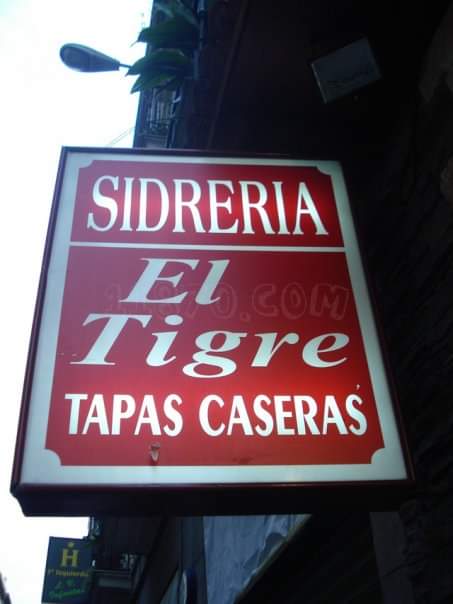 SIDRERIA
El
Tigre
TAPAS CASERAS
H